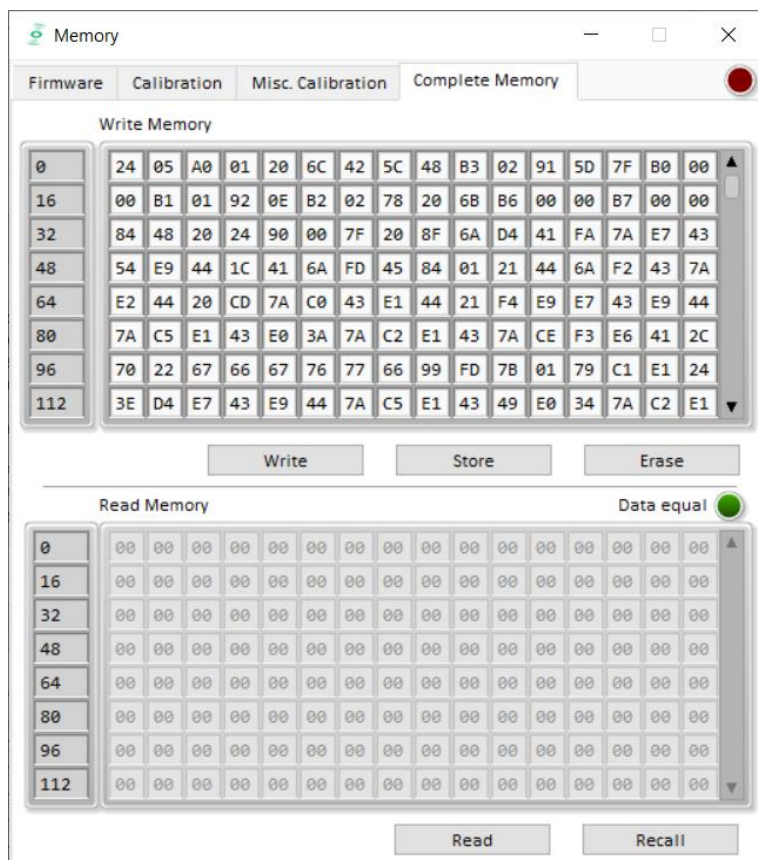 Memory
Firmware Calibration Misc. Calibration Complete Memory
Write Memory
0 24 05 A0 01 20 6C 42 5C 48 B3 02 91 5D 7F B0 00
16 00 B1 01 92 0E B2 02 78 20 6B B6 00 00 B7 00 00
32 84 48 20 24 90 00 7F 20 8F 6A D4 41 FA 7A E7 43
48 54 E9 44 1C 41 6A FD 45 84 01 21 44 6A F2 43 7A
64 E2 44 20 CD 7A C0 43 E1 44 21 F4 E9 E7 43 E9 44
80 7A C5 E1 43 E0 3A 7A C2 E1 43 7A CE F3 E6 41 2C
96 70 22 67 66 67 76 77 66 99 FD 7B 01 79 C1 E1 24
112 3E D4 E7 43 E9 44 7A C5 E1 43 49 E0 34 7A C2 E1
Write Store Erase
Read Memory Data equal
0 00 00 00 00 00 00 00 00 00 00 00 00 00 00 00 00
16 00 00 00 00 00 00 00 00 00 00 00 00 00 00 00 00
32 00 00 00 00 00 00 00 00 00 00 00 00 00 00 00 00
48 00 00 00 00 00 00 00 00 00 00 00 00 00 00 00 00
64 00 00 00 00 00 00 00 00 00 00 00 00 00 00 00 00
80 00 00 00 00 00 00 00 00 00 00 00 00 00 00 00 00
96 00 00 00 00 00 00 00 00 00 00 00 00 00 00 00 00
112 00 00 00 00 00 00 00 00 00 00 00 00 00 00 00 00
Read Recall